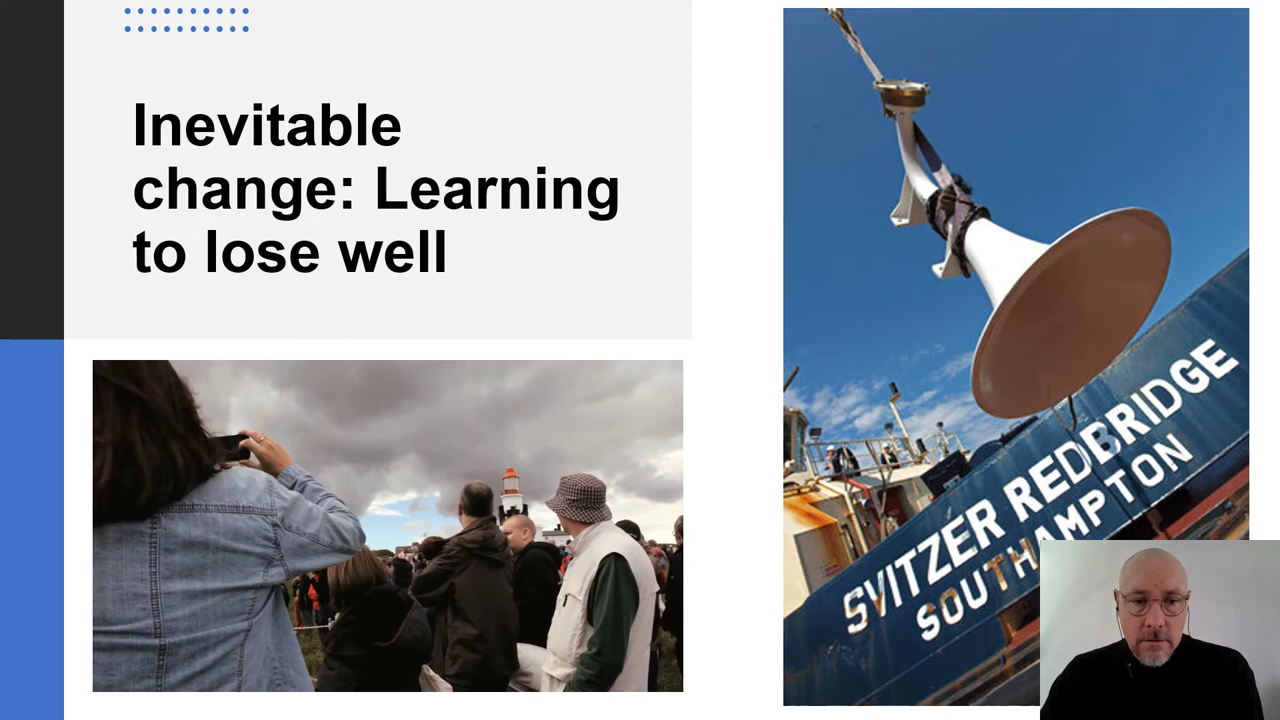 Inevitable
change: Learning
to lose well
SVITZER REDBRIDGE
SOUTHAMPTON